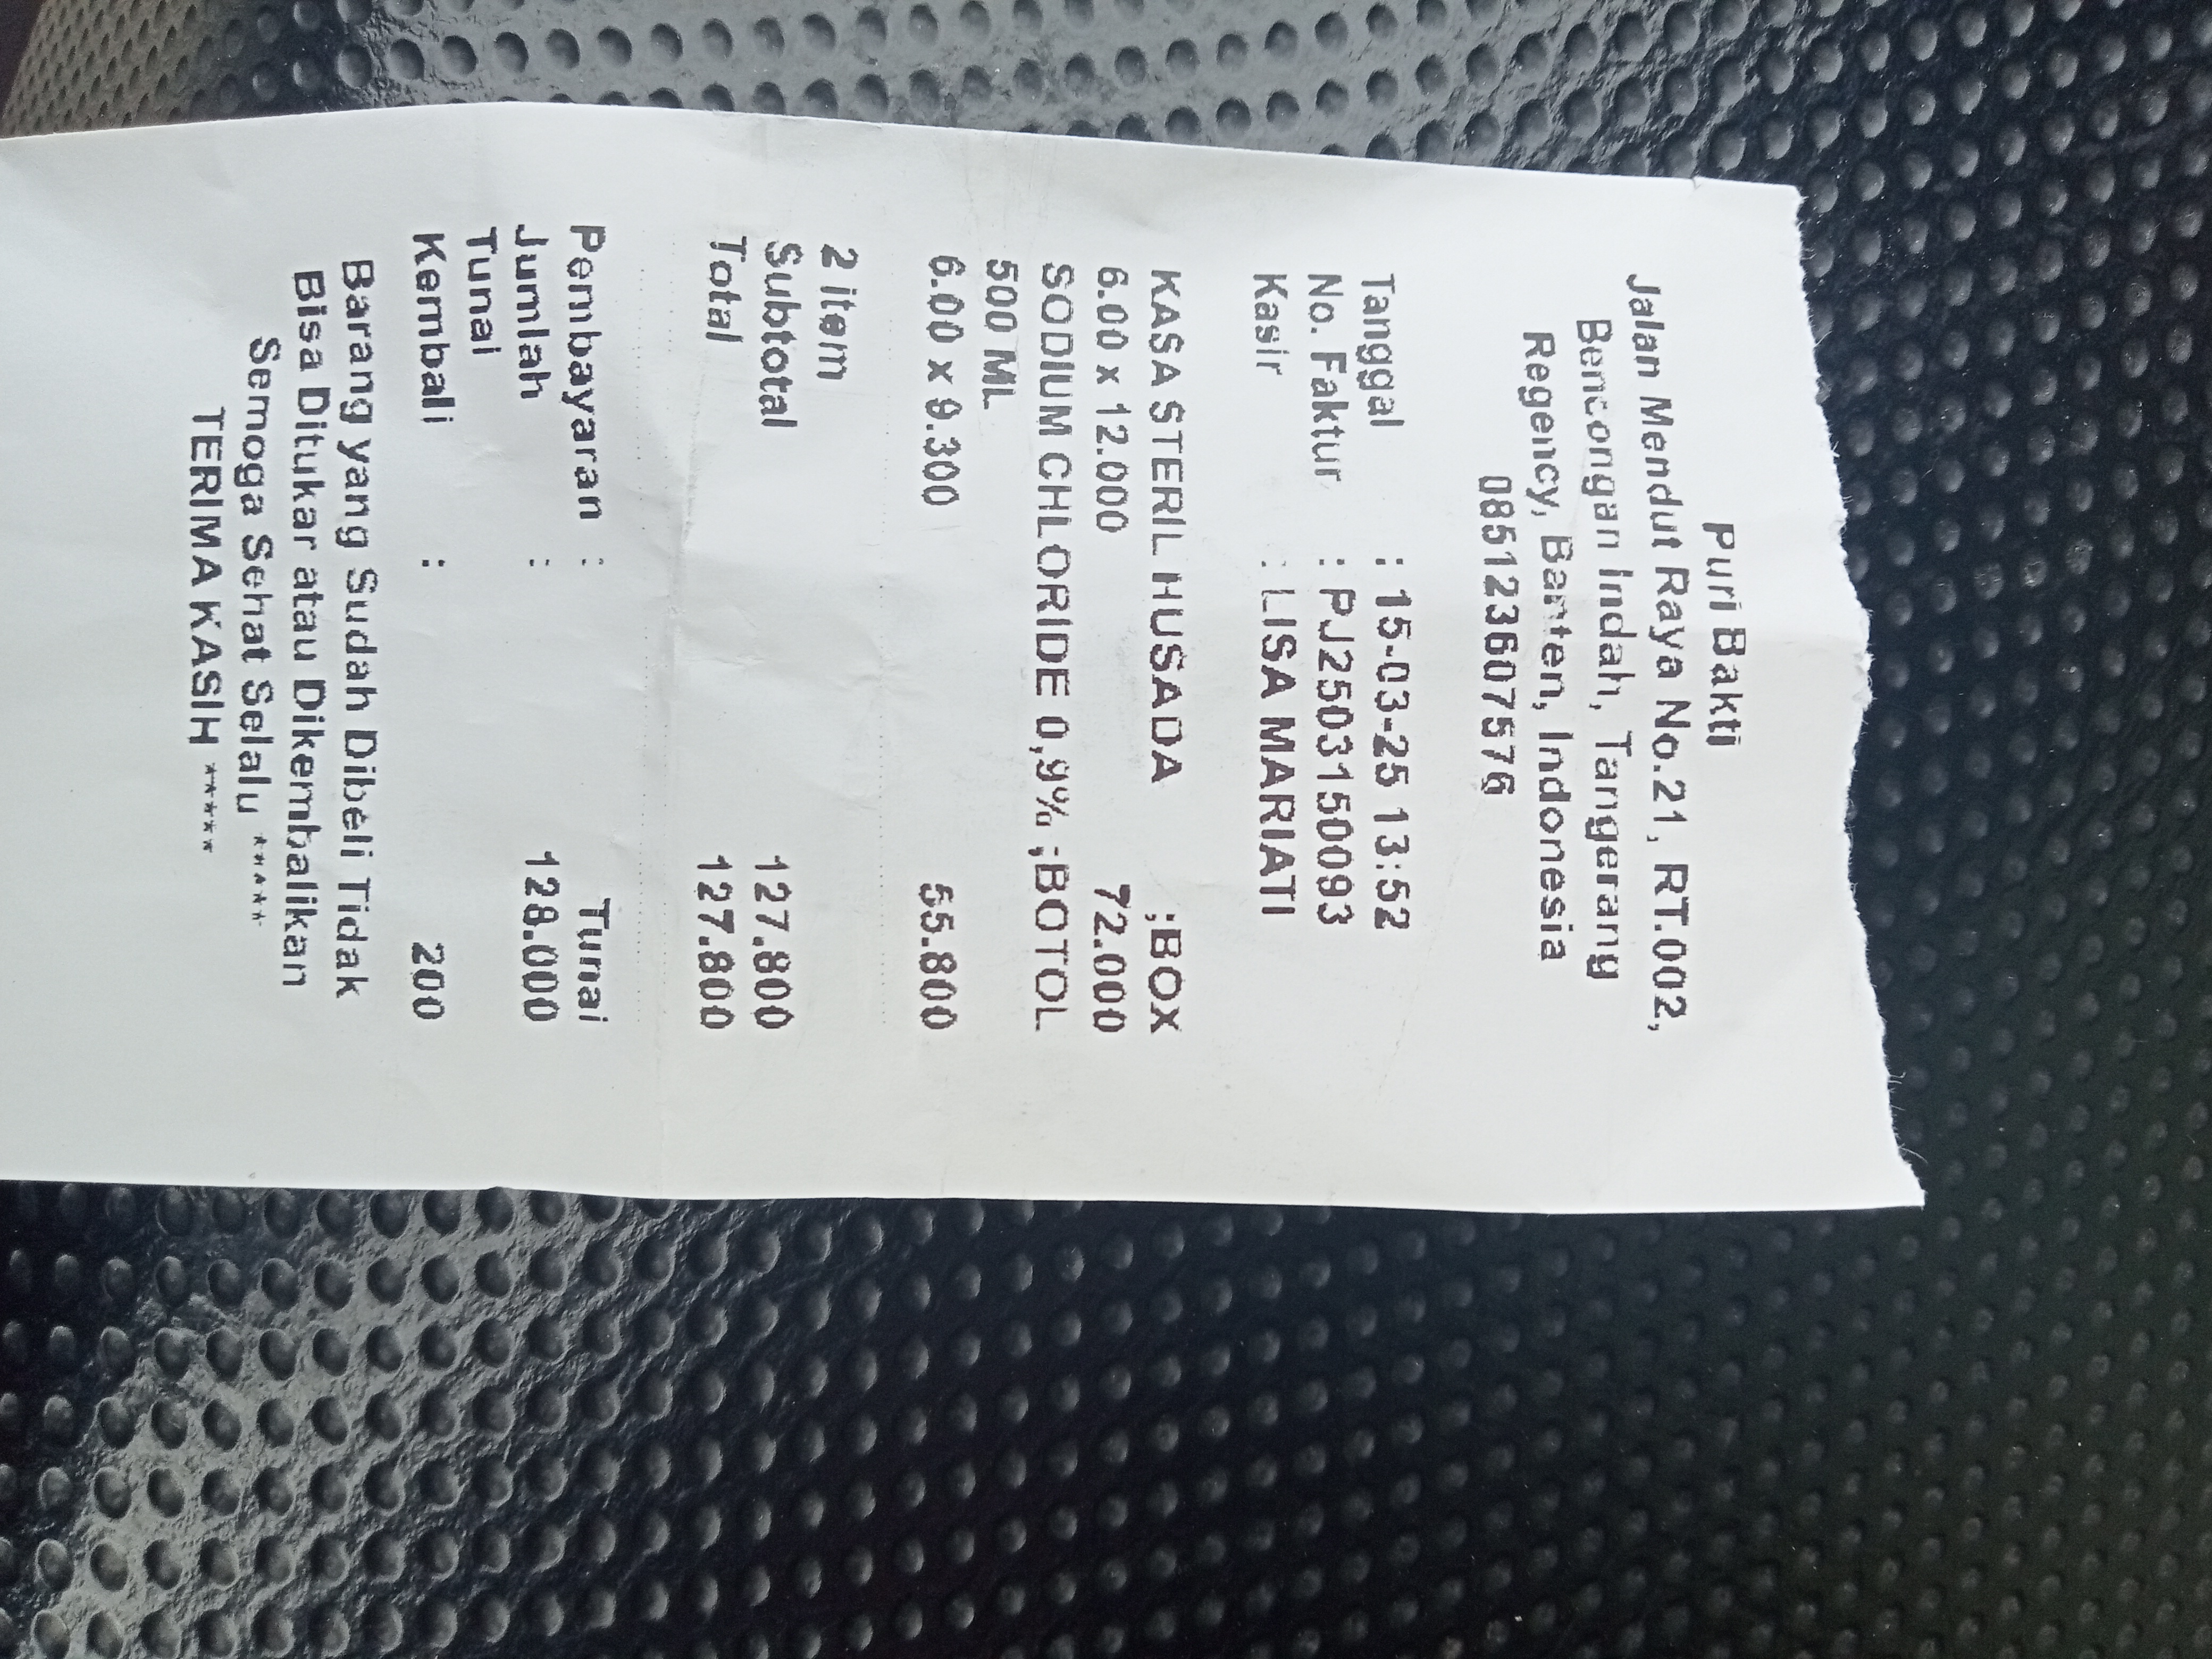 Puri Bakti
Jalan Mendut Raya No.21, RT.002,
Bencongan Indah, Tangerang
Regency, Banten, Indonesia
085123607576
Tanggal : 15-03-25 13:52
No. Faktur : PJ2503150093
Kasir : LISA MARIATI
KASA STERIL HUSADA ;BOX
6.00 x 12.000 72.000
SODIUM CHLORIDE 0,9% ;BOTOL
500 ML
6.00 x 9.300 55.800
2 item
Subtotal 127.800
Total 127.800
Pembayaran : Tunai
Jumlah : 128.000
Tunai
Kembali : 200
Barang yang Sudah Dibeli Tidak
Bisa Ditukar atau Dikembalikan
Semoga Sehat Selalu *****
TERIMA KASIH *****